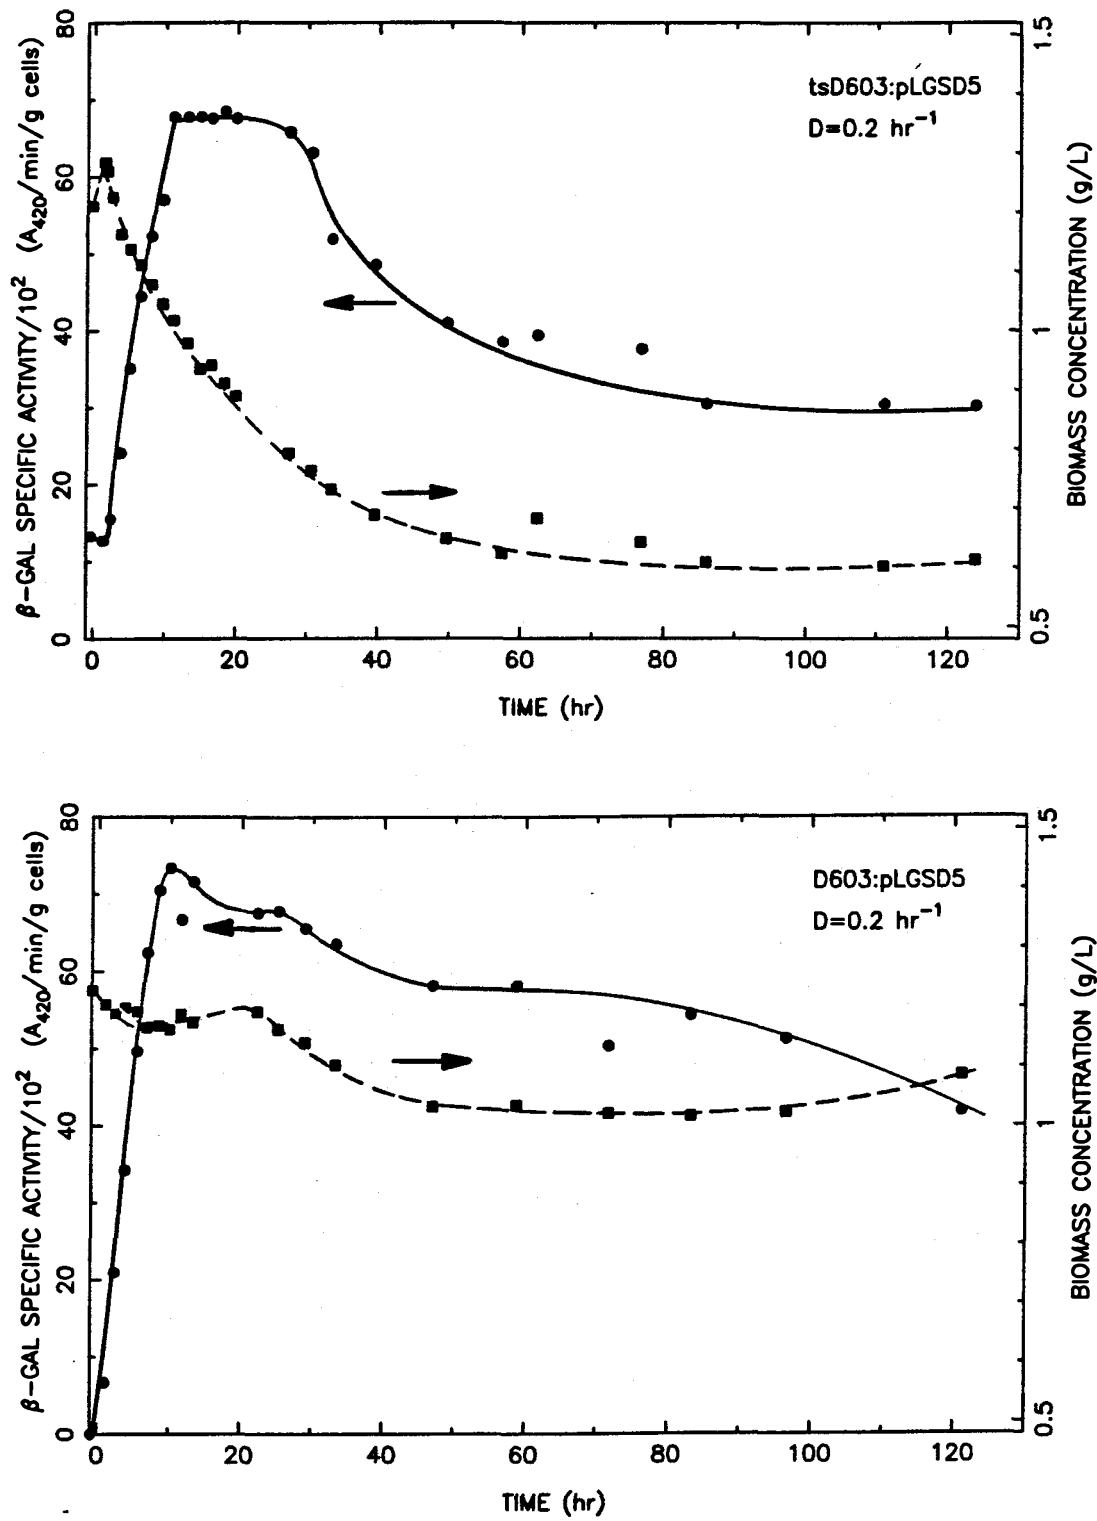 tsD603:pLGSD5
D=0.2 hr⁻¹
β-GAL SPECIFIC ACTIVITY/10² (A₄₂₀/min/g cells)
80
60
40
20
0
BIOMASS CONCENTRATION (g/L)
1.5
1
0.5
0 20 40 60 80 100 120
TIME (hr)
D603:pLGSD5
D=0.2 hr⁻¹
β-GAL SPECIFIC ACTIVITY/10² (A₄₂₀/min/g cells)
80
60
40
20
0
BIOMASS CONCENTRATION (g/L)
1.5
1
0.5
0 20 40 60 80 100 120
TIME (hr)